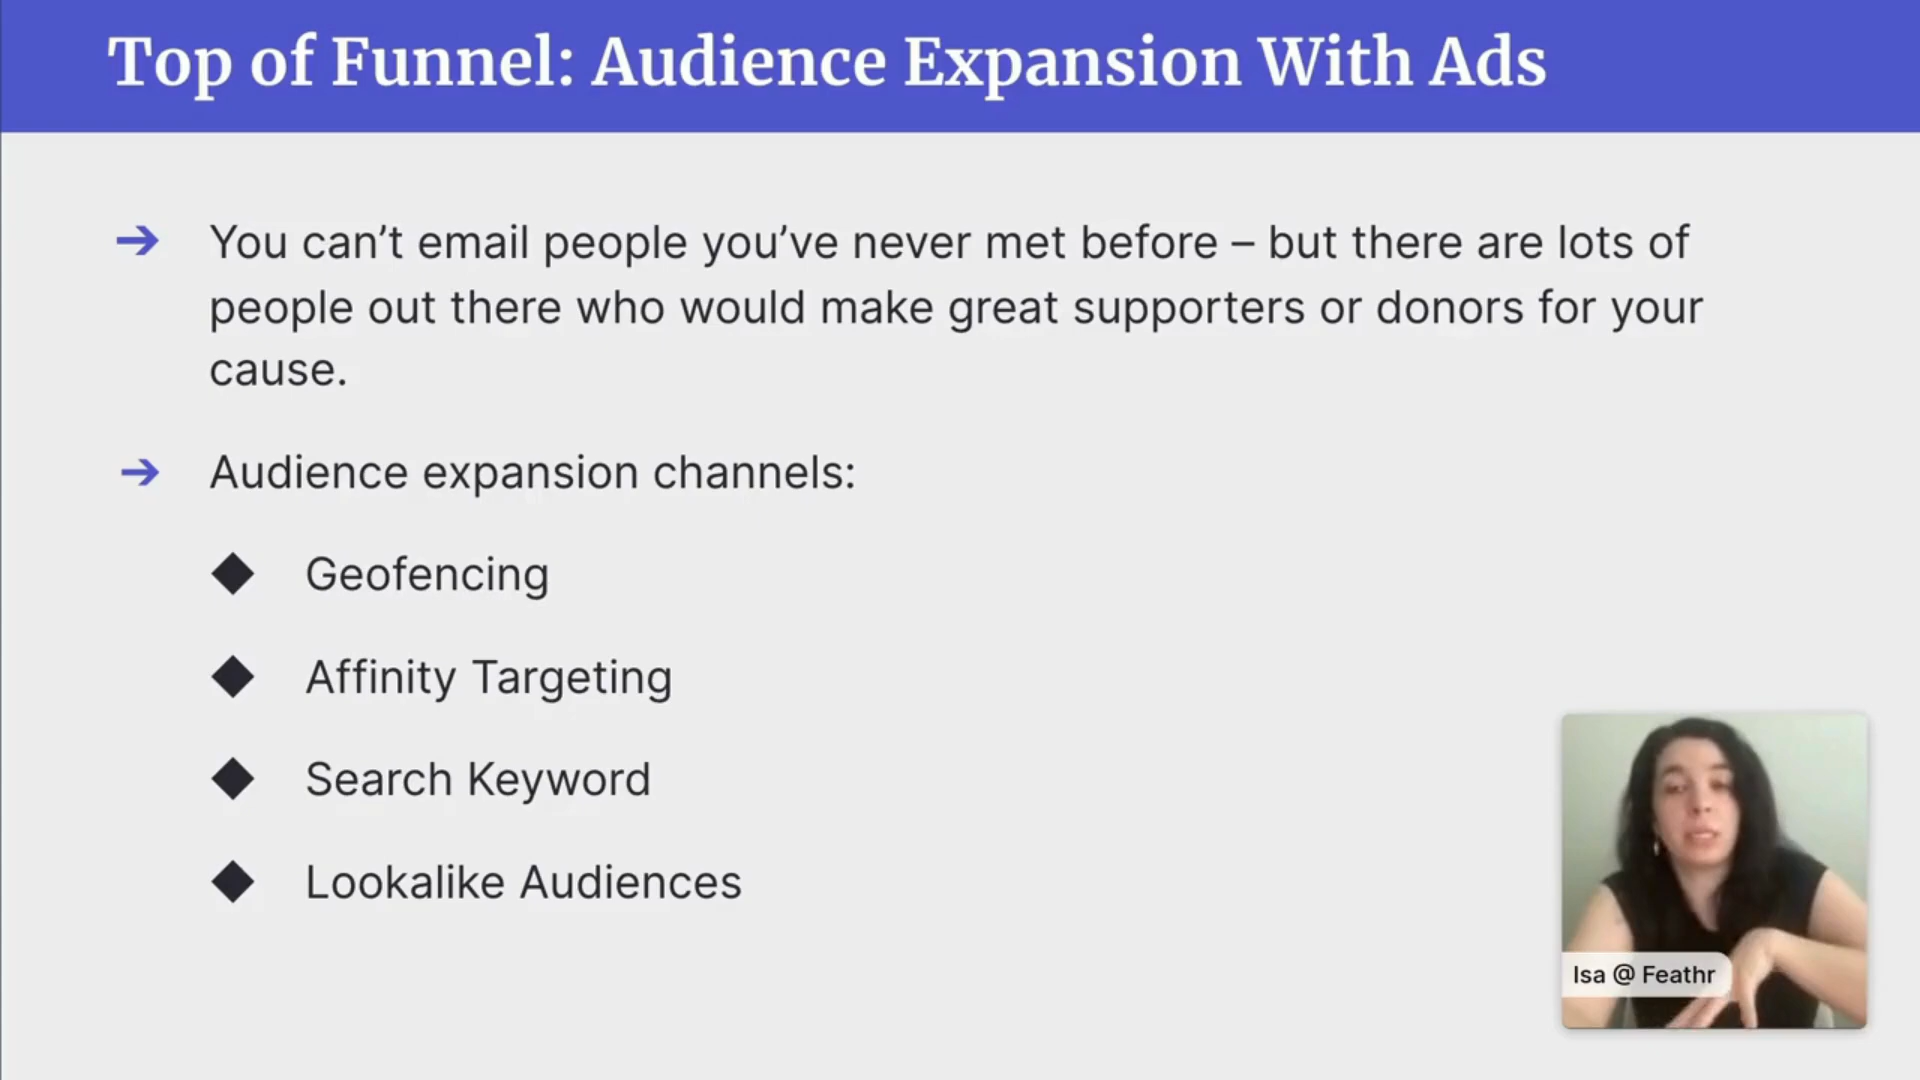 Top of Funnel: Audience Expansion With Ads
You can’t email people you’ve never met before – but there are lots of
people out there who would make great supporters or donors for your
cause.
Audience expansion channels:
Geofencing
Affinity Targeting
Search Keyword
Lookalike Audiences
Isa @ Feathr